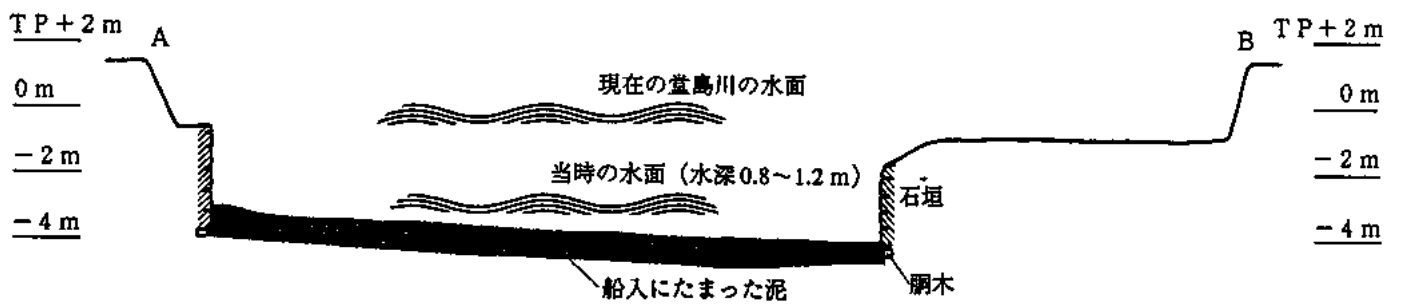 TP+2m
A
B
TP+2m
現在の堂島川の水面
0m
0m
-2m
当時の水面(水深0.8~1.2m)
-2m
石垣
-4m
-4m
船入にたまった泥
胴木